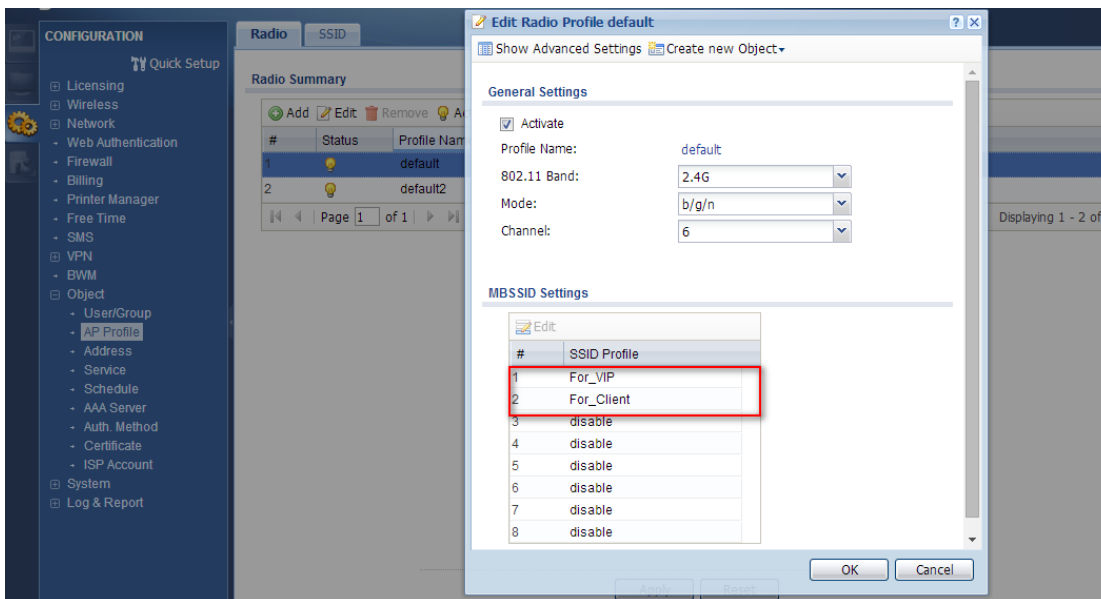 CONFIGURATION
Quick Setup
Licensing
Wireless
Network
Web Authentication
Firewall
Billing
Printer Manager
Free Time
SMS
VPN
BWM
Object
User/Group
AP Profile
Address
Service
Schedule
AAA Server
Auth. Method
Certificate
ISP Account
System
Log & Report
Radio SSID
Radio Summary
Add Edit Remove A
# Status Profile Nam
1 default
2 default2
Page 1 of 1
Displaying 1 - 2 of
Edit Radio Profile default
Show Advanced Settings Create new Object
General Settings
Activate
Profile Name: default
802.11 Band: 2.4G
Mode: b/g/n
Channel: 6
MBSSID Settings
Edit
# SSID Profile
1 For_VIP
2 For_Client
3 disable
4 disable
5 disable
6 disable
7 disable
8 disable
OK Cancel
Apply Reset